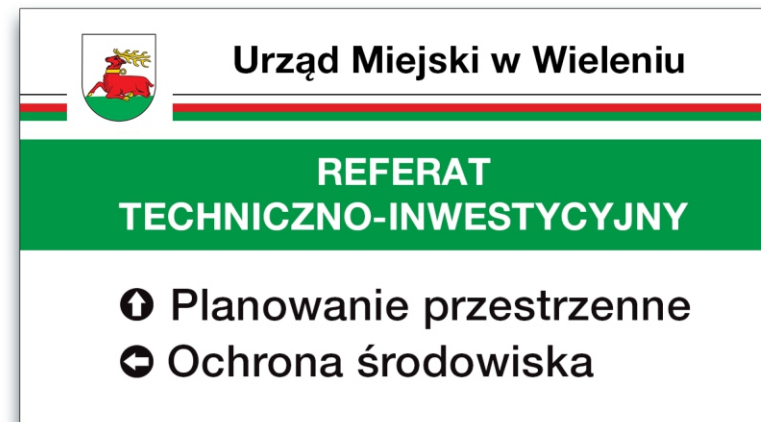 Urząd Miejski w Wieleniu
REFERAT
TECHNICZNO-INWESTYCYJNY
Planowanie przestrzenne
Ochrona środowiska